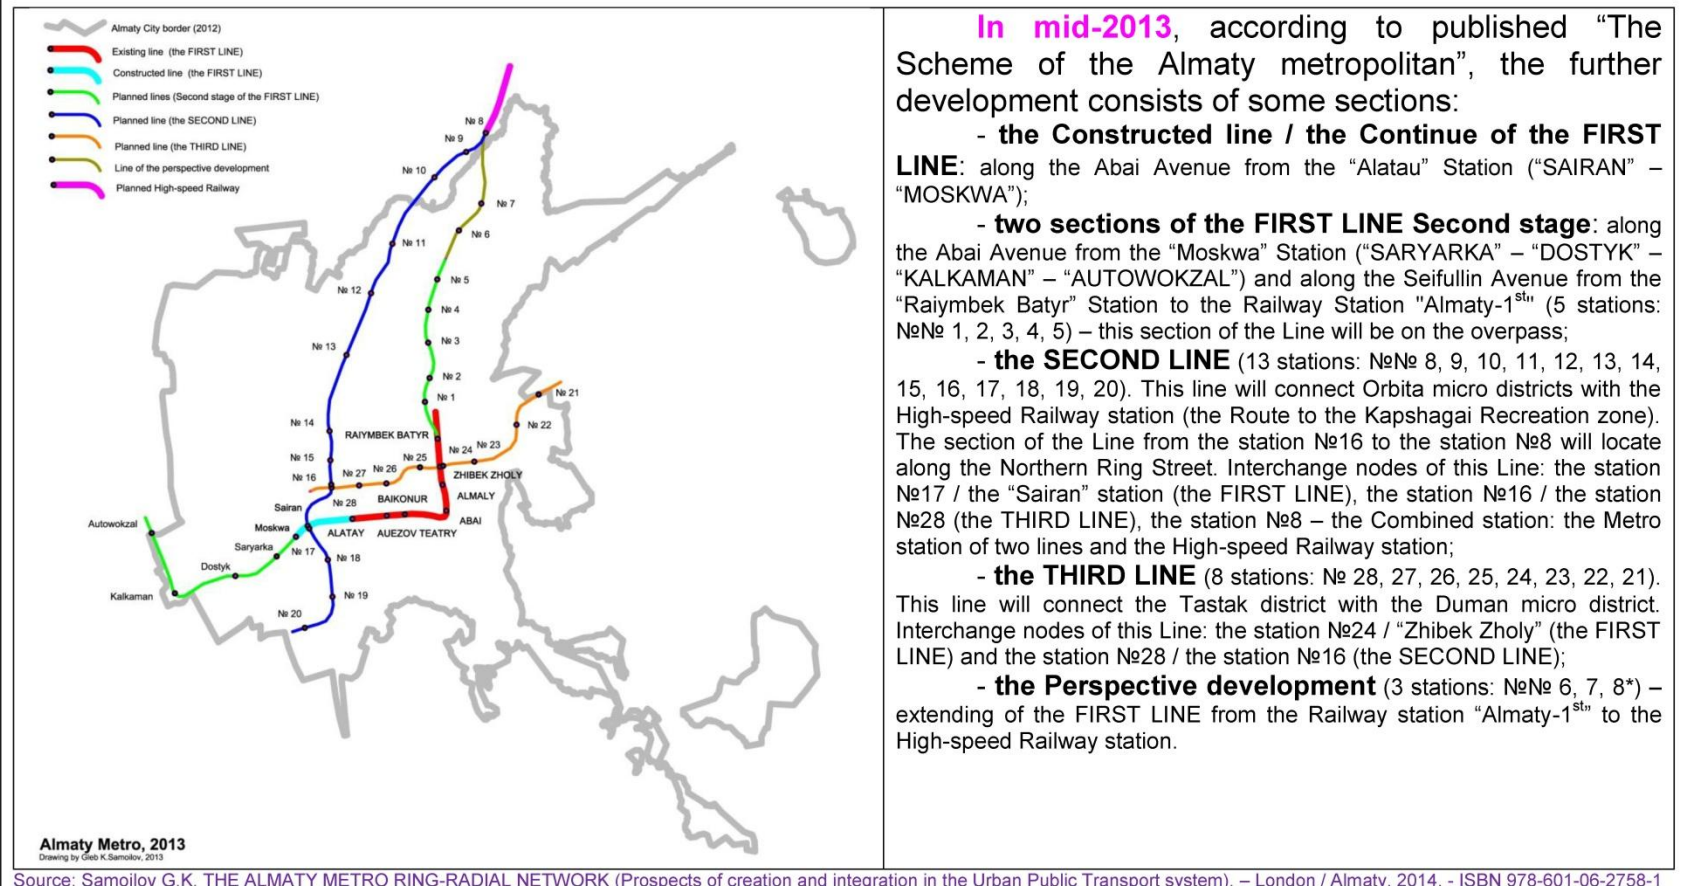 Almaty City border (2012)
Existing line (the FIRST LINE)
Constructed line (the FIRST LINE)
Planned lines (Second stage of the FIRST LINE)
Planned line (the SECOND LINE)
Planned line (the THIRD LINE)
Line of the perspective development
Planned High-speed Railway
№ 8
№ 9
№ 10
№ 7
№ 6
№ 11
№ 5
№ 12
№ 4
№ 3
№ 13
№ 2
№ 1
№ 21
№ 14
№ 22
RAIYMBEK BATYR
№ 23
№ 24
№ 15
№ 25
№ 26
№ 27
№ 16
ZHIBEK ZHOLY
№ 28
BAIKONUR
ALMALY
Sairan
ABAI
Autowokzal
Moskwa
ALATAY
AUEZOV TEATRY
Saryarka
№ 17
№ 18
Dostyk
Kalkaman
№ 19
№ 20
Almaty Metro, 2013
Drawing by Gleb K.Samoilov, 2013
In mid-2013, according to published “The
Scheme of the Almaty metropolitan”, the further
development consists of some sections:
- the Constructed line / the Continue of the FIRST
LINE: along the Abai Avenue from the “Alatau” Station (“SAIRAN” –
“MOSKWA”);
- two sections of the FIRST LINE Second stage: along
the Abai Avenue from the “Moskwa” Station (“SARYARKA” – “DOSTYK” –
“KALKAMAN” – “AUTOWOKZAL”) and along the Seifullin Avenue from the
“Raiymbek Batyr” Station to the Railway Station "Almaty-1st" (5 stations:
№№ 1, 2, 3, 4, 5) – this section of the Line will be on the overpass;
- the SECOND LINE (13 stations: №№ 8, 9, 10, 11, 12, 13, 14,
15, 16, 17, 18, 19, 20). This line will connect Orbita micro districts with the
High-speed Railway station (the Route to the Kapshagai Recreation zone).
The section of the Line from the station №16 to the station №8 will locate
along the Northern Ring Street. Interchange nodes of this Line: the station
№17 / the “Sairan” station (the FIRST LINE), the station №16 / the station
№28 (the THIRD LINE), the station №8 – the Combined station: the Metro
station of two lines and the High-speed Railway station;
- the THIRD LINE (8 stations: № 28, 27, 26, 25, 24, 23, 22, 21).
This line will connect the Tastak district with the Duman micro district.
Interchange nodes of this Line: the station №24 / “Zhibek Zholy” (the FIRST
LINE) and the station №28 / the station №16 (the SECOND LINE);
- the Perspective development (3 stations: №№ 6, 7, 8*) –
extending of the FIRST LINE from the Railway station “Almaty-1st” to the
High-speed Railway station.
Source: Samoilov G.K. THE ALMATY METRO RING-RADIAL NETWORK (Prospects of creation and integration in the Urban Public Transport system). – London / Almaty, 2014. - ISBN 978-601-06-2758-1